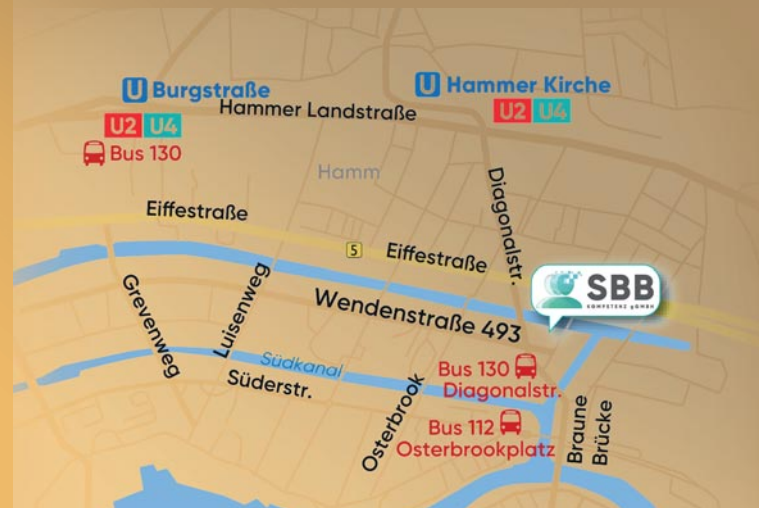 U Burgstraße
U2 U4
Bus 130
U Hammer Kirche
U2 U4
Hammer Landstraße
Hamm
Diagonalstr.
Eiffestraße
5
Eiffestraße
SBB
KOMPETENZ gGMBH
Grevenweg
Luisenweg
Wendenstraße 493
Südkanal
Süderstr.
Bus 130
Diagonalstr.
Osterbrook
Bus 112
Osterbrookplatz
Braune
Brücke